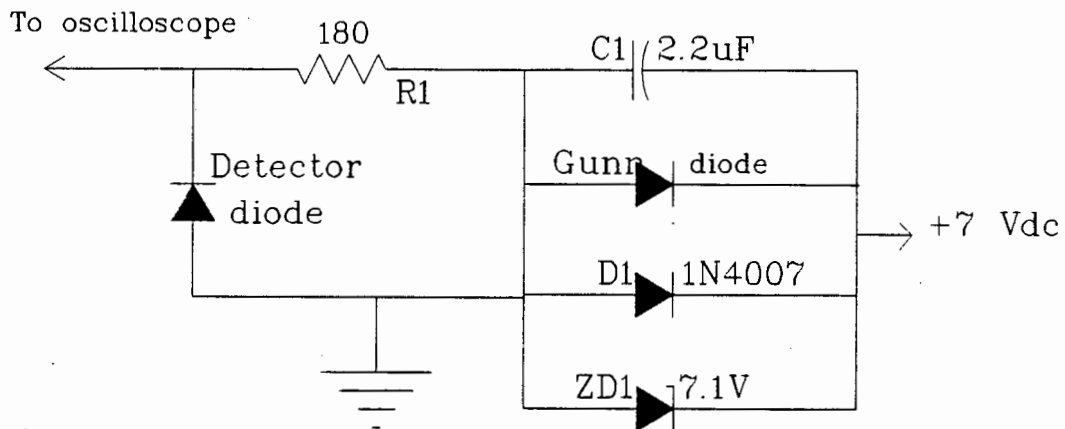 To oscilloscope
180
R1
C1
2.2uF
Detector
diode
Gunn
diode
+7 Vdc
D1
1N4007
ZD1
7.1V